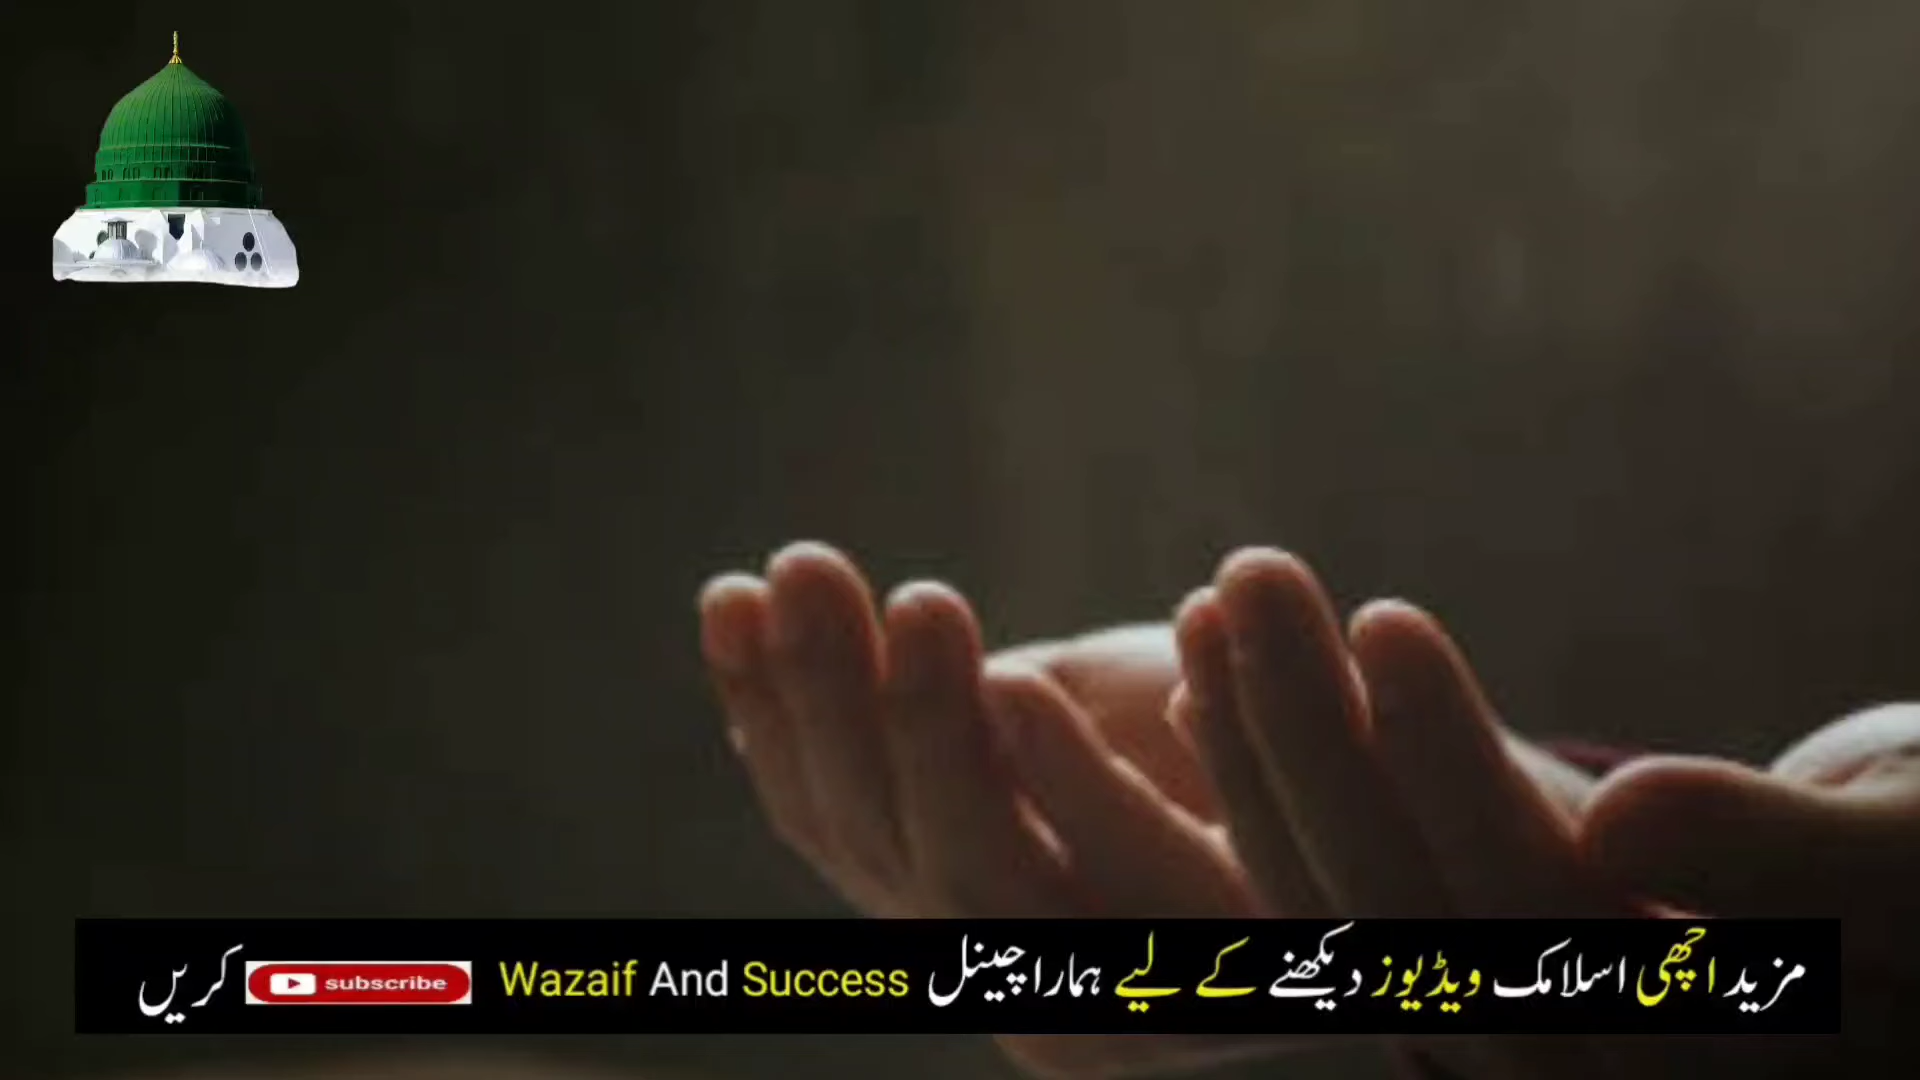 مزید اچھی اسلامک ویڈیوز دیکھنے کے لیے ہمارا چینل Wazaif And Success subscribe کریں